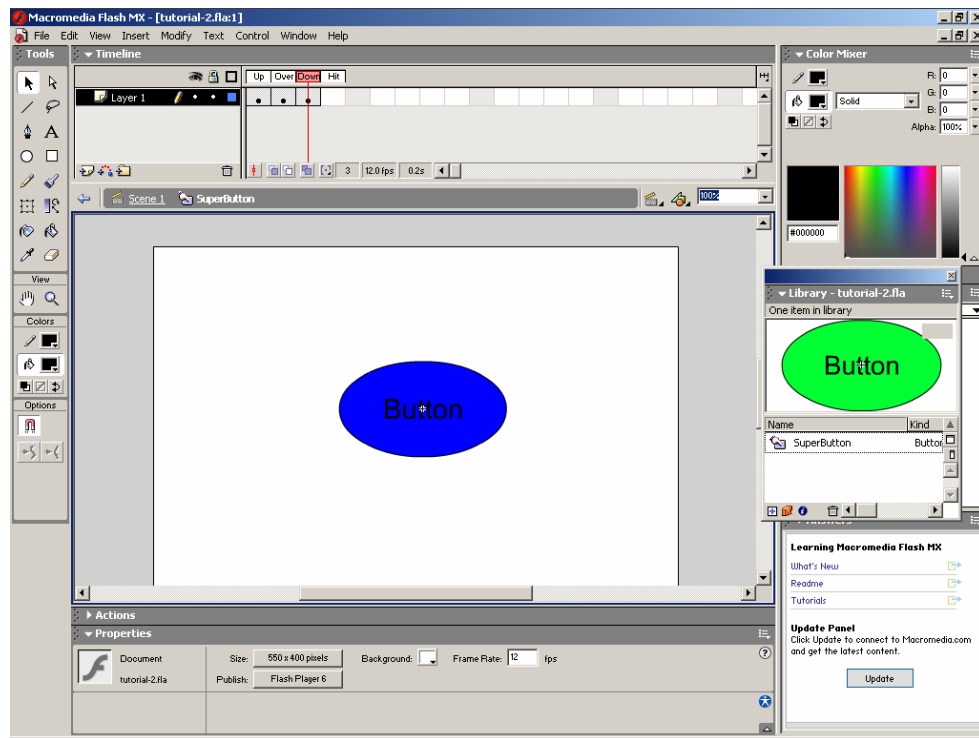 Macromedia Flash MX - [tutorial-2.fla:1]
File Edit View Insert Modify Text Control Window Help
Tools
Timeline
Up Over Down Hit
Layer 1
3 12.0 fps 0.2s
Scene 1 SuperButton 100%
View
Colors
Options
Button
Color Mixer
R: 0
G: 0
B: 0
Solid
Alpha: 100%
#000000
Library - tutorial-2.fla
One item in library
Button
Name Kind
SuperButton Button
Answers
Learning Macromedia Flash MX
What's New
Readme
Tutorials
Update Panel
Click Update to connect to Macromedia.com
and get the latest content.
Update
Actions
Properties
Document Size: 550 x 400 pixels Background: Frame Rate: 12 fps
tutorial-2.fla Publish: Flash Player 6